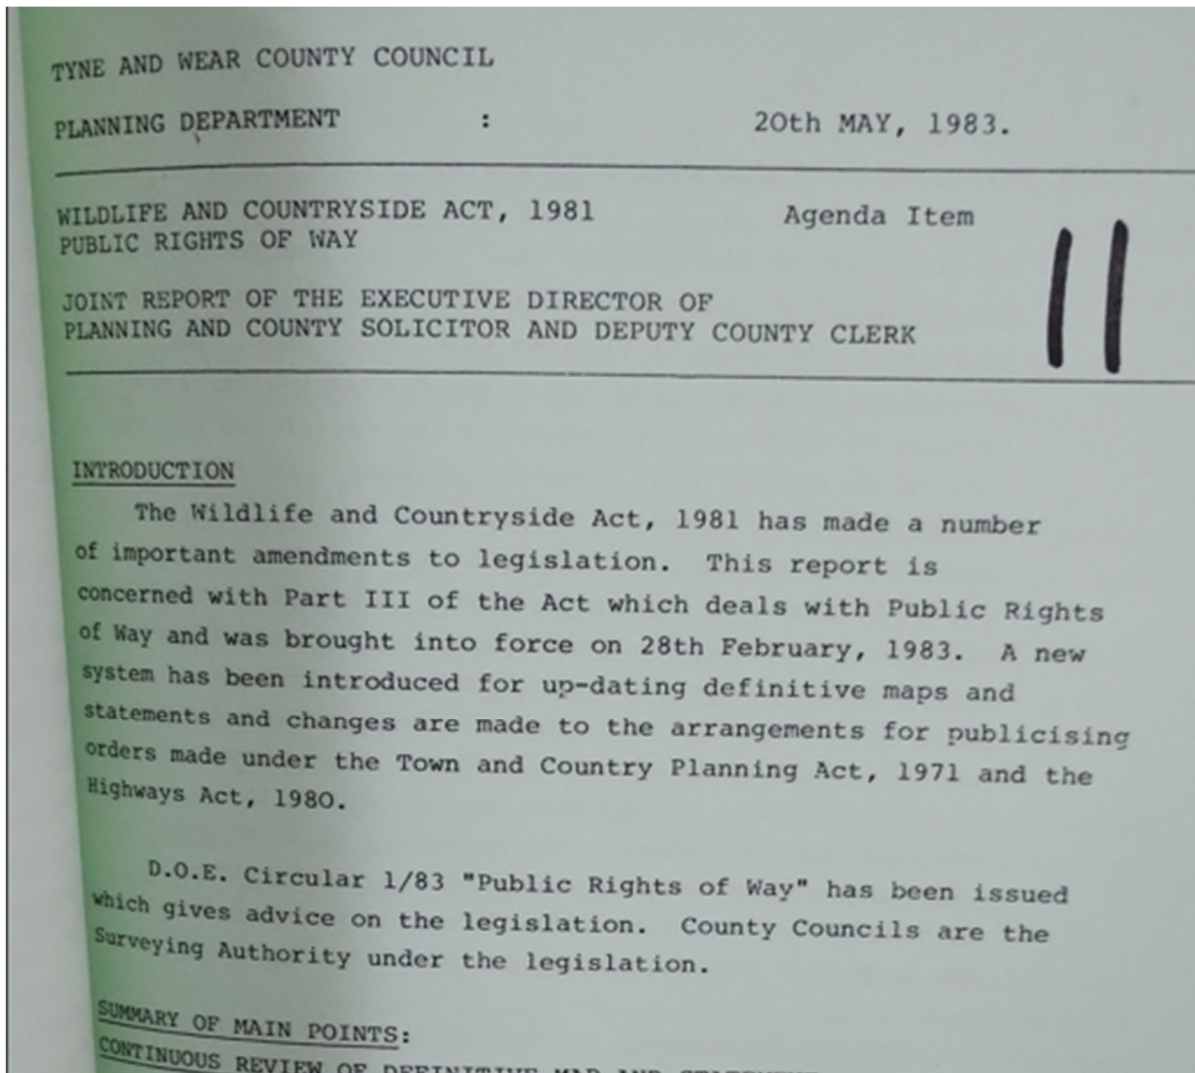 TYNE AND WEAR COUNTY COUNCIL
PLANNING DEPARTMENT : 20th MAY, 1983.
WILDLIFE AND COUNTRYSIDE ACT, 1981 Agenda Item 11
PUBLIC RIGHTS OF WAY
JOINT REPORT OF THE EXECUTIVE DIRECTOR OF
PLANNING AND COUNTY SOLICITOR AND DEPUTY COUNTY CLERK
INTRODUCTION
The Wildlife and Countryside Act, 1981 has made a number
of important amendments to legislation. This report is
concerned with Part III of the Act which deals with Public Rights
of Way and was brought into force on 28th February, 1983. A new
system has been introduced for up-dating definitive maps and
statements and changes are made to the arrangements for publicising
orders made under the Town and Country Planning Act, 1971 and the
Highways Act, 1980.
D.O.E. Circular 1/83 "Public Rights of Way" has been issued
which gives advice on the legislation. County Councils are the
Surveying Authority under the legislation.
SUMMARY OF MAIN POINTS:
CONTINUOUS REVIEW OF DEFINITIVE MAP AND STATEMENT